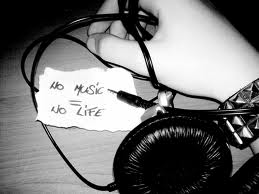 NO MUSIC
=
NO LIFE